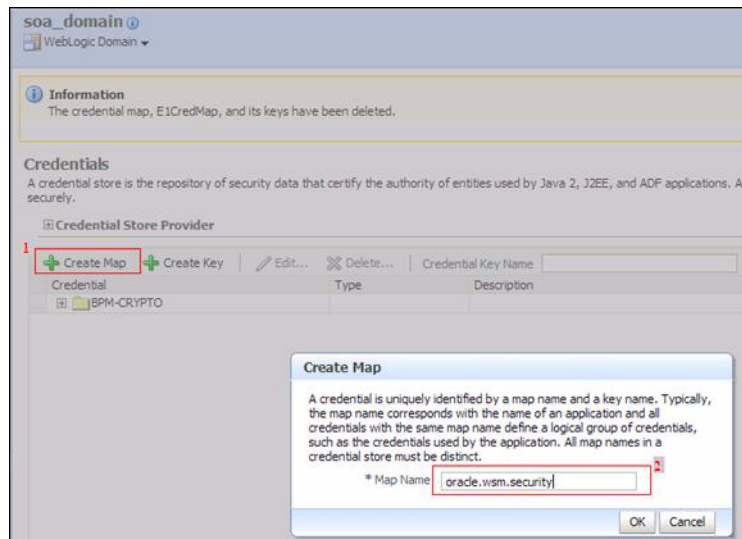 soa_domain
WebLogic Domain
Information
The credential map, E1CredMap, and its keys have been deleted.
Credentials
A credential store is the repository of security data that certify the authority of entities used by Java 2, J2EE, and ADF applications. A
securely.
Credential Store Provider
1
Create Map Create Key Edit... Delete... Credential Key Name
Credential Type Description
BPM-CRYPTO
Create Map
A credential is uniquely identified by a map name and a key name. Typically,
the map name corresponds with the name of an application and all
credentials with the same map name define a logical group of credentials,
such as the credentials used by the application. All map names in a
credential store must be distinct.
2
* Map Name oracle.wsm.security
OK Cancel